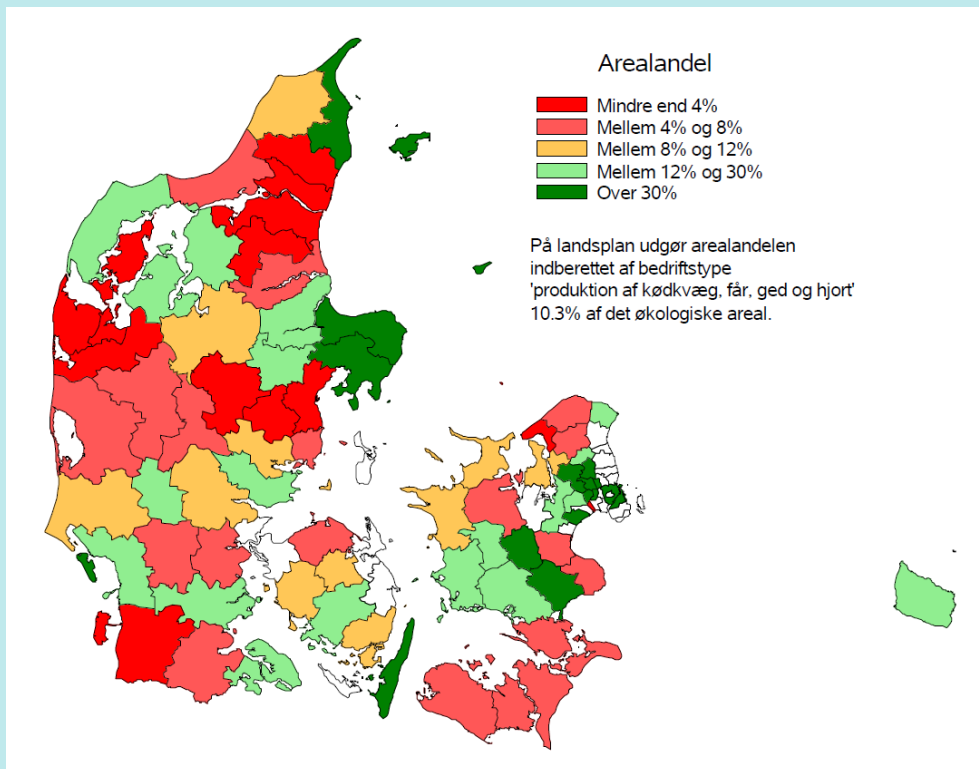 Arealandel
Mindre end 4%
Mellem 4% og 8%
Mellem 8% og 12%
Mellem 12% og 30%
Over 30%
På landsplan udgør arealandelen
indberettet af bedriftstype
'produktion af kødkvæg, får, ged og hjort'
10.3% af det økologiske areal.